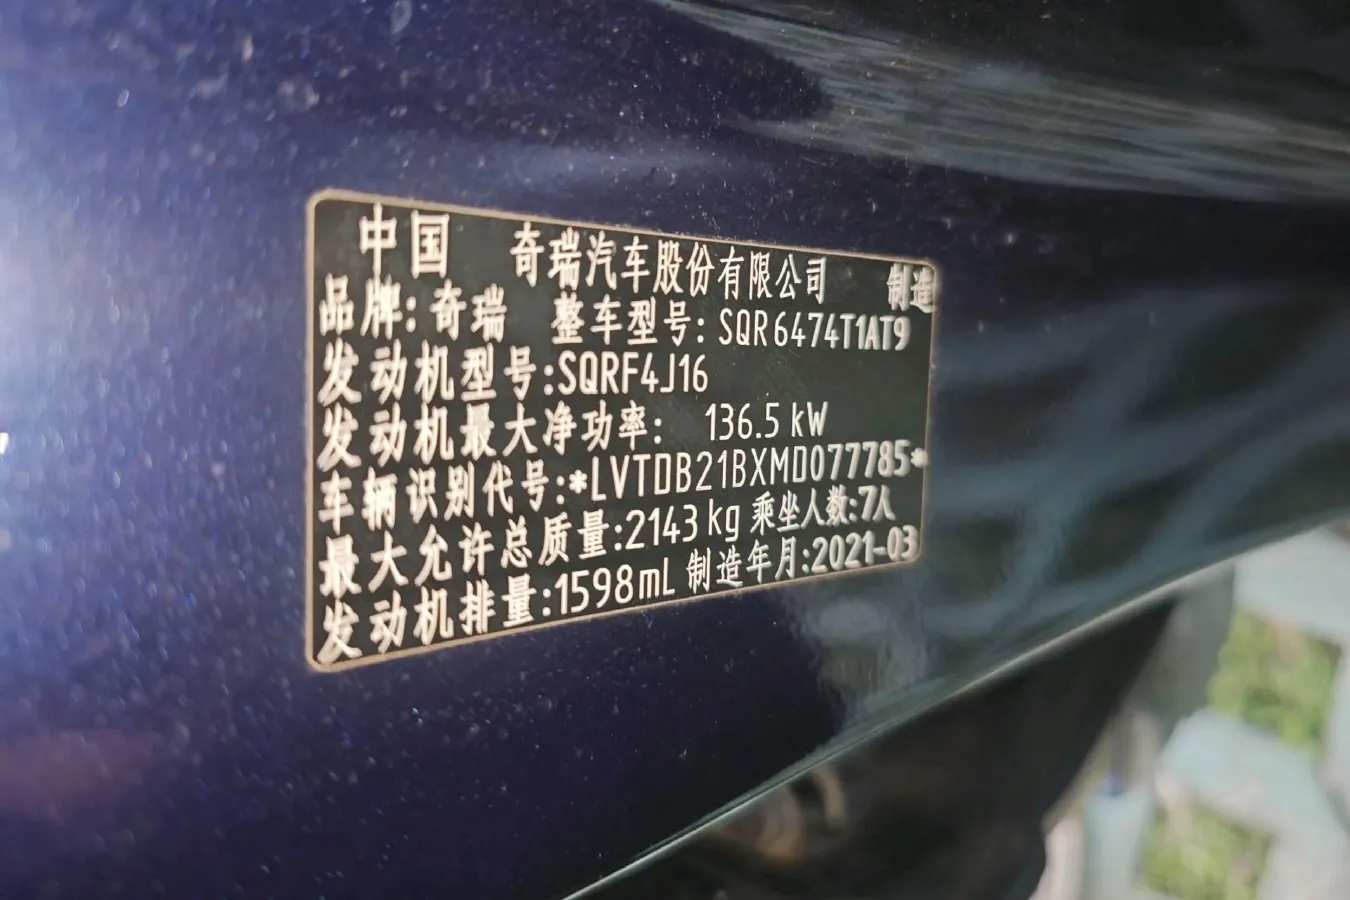 中国 奇瑞汽车股份有限公司 制造
品牌:奇瑞 整车型号:SQR6474T1AT9
发动机型号:SQRF4J16
发动机最大净功率: 136.5 kW
车辆识别代号:*LVTDB21BXMD077785*
最大允许总质量:2143 kg 乘坐人数:7人
发动机排量:1598mL 制造年月:2021-03